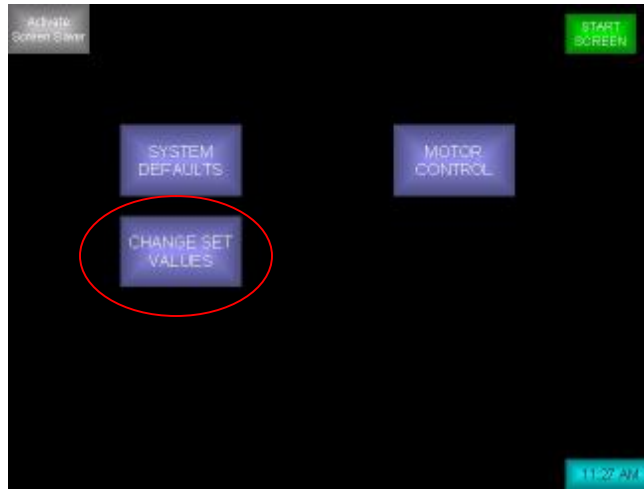 Activate
Screen Saver
START
SCREEN
SYSTEM
DEFAULTS
MOTOR
CONTROL
CHANGE SET
VALUES
11:27 AM